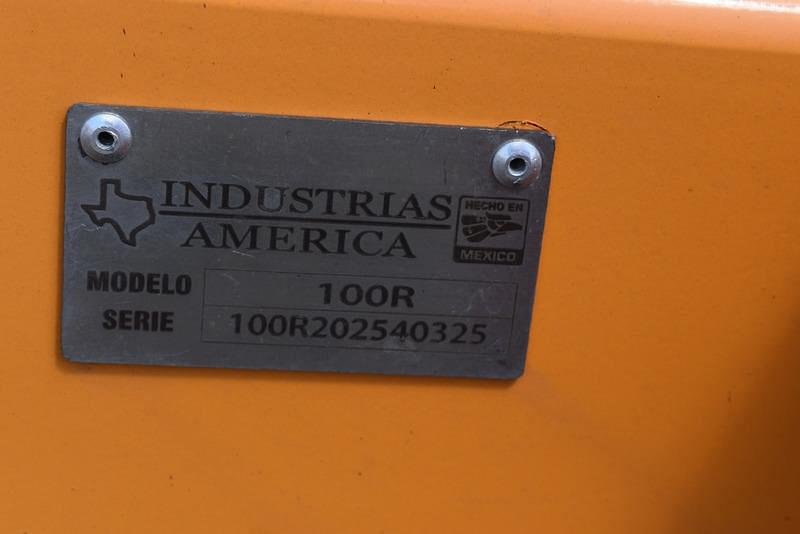 INDUSTRIAS
AMERICA
HECHO EN
MEXICO
MODELO 100R
SERIE 100R202540325